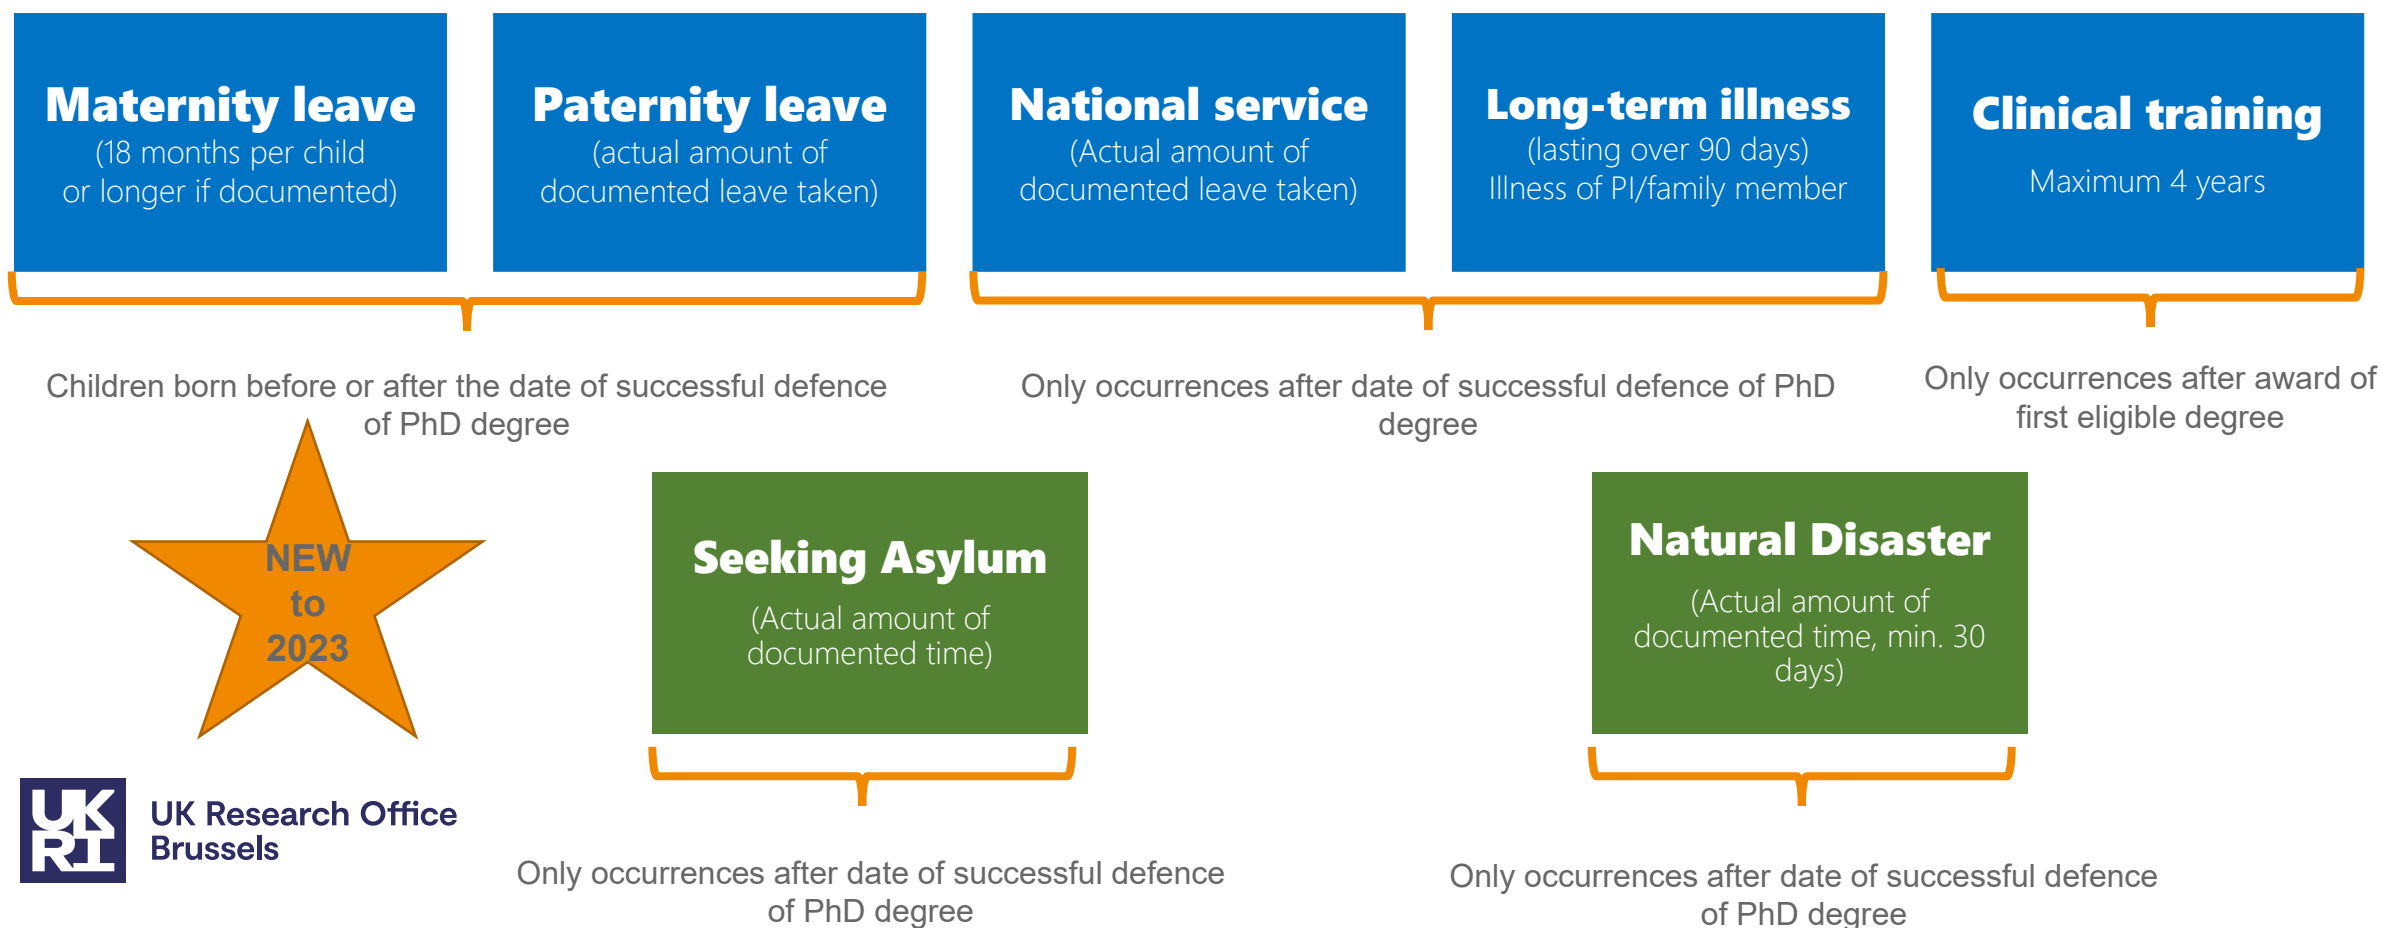 Maternity leave
(18 months per child
or longer if documented)
Paternity leave
(actual amount of
documented leave taken)
National service
(Actual amount of
documented leave taken)
Long-term illness
(lasting over 90 days)
Illness of PI/family member
Clinical training
Maximum 4 years
Children born before or after the date of successful defence
of PhD degree
Only occurrences after date of successful defence of PhD
degree
Only occurrences after award of
first eligible degree
NEW
to
2023
Seeking Asylum
(Actual amount of
documented time)
Natural Disaster
(Actual amount of
documented time, min. 30
days)
UK
RI
UK Research Office
Brussels
Only occurrences after date of successful defence
of PhD degree
Only occurrences after date of successful defence
of PhD degree